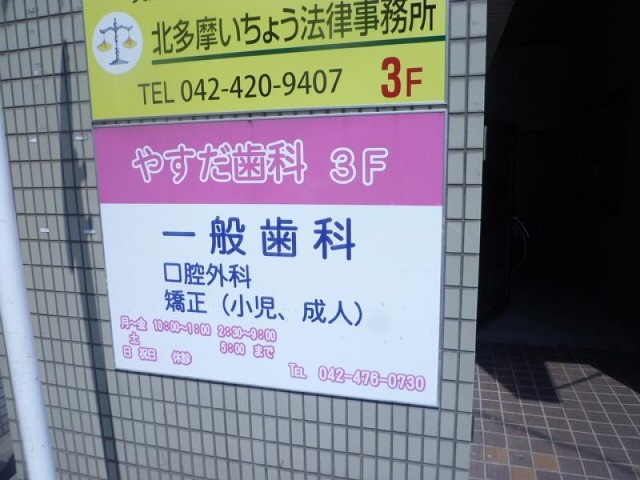 北多摩いちょう法律事務所
TEL 042-420-9407 3F
やすだ歯科 3F
一般歯科
口腔外科
矯正（小児、成人）
月〜金 10:00〜1:00 2:30〜9:00
土 5:00 まで
日 祝日 休診
TEL 042-476-0730